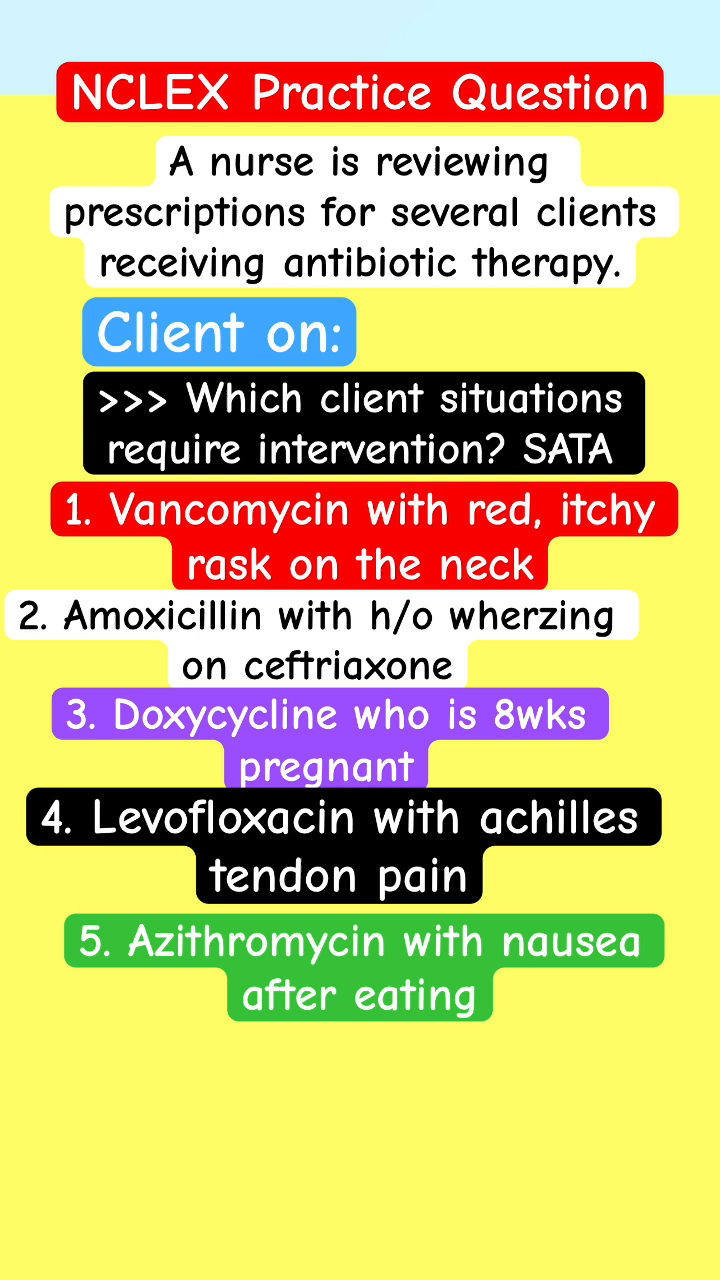 NCLEX Practice Question
A nurse is reviewing
prescriptions for several clients
receiving antibiotic therapy.
Client on:
>>> Which client situations
require intervention? SATA
1. Vancomycin with red, itchy
rask on the neck
2. Amoxicillin with h/o wherzing
on ceftriaxone
3. Doxycycline who is 8wks
pregnant
4. Levofloxacin with achilles
tendon pain
5. Azithromycin with nausea
after eating